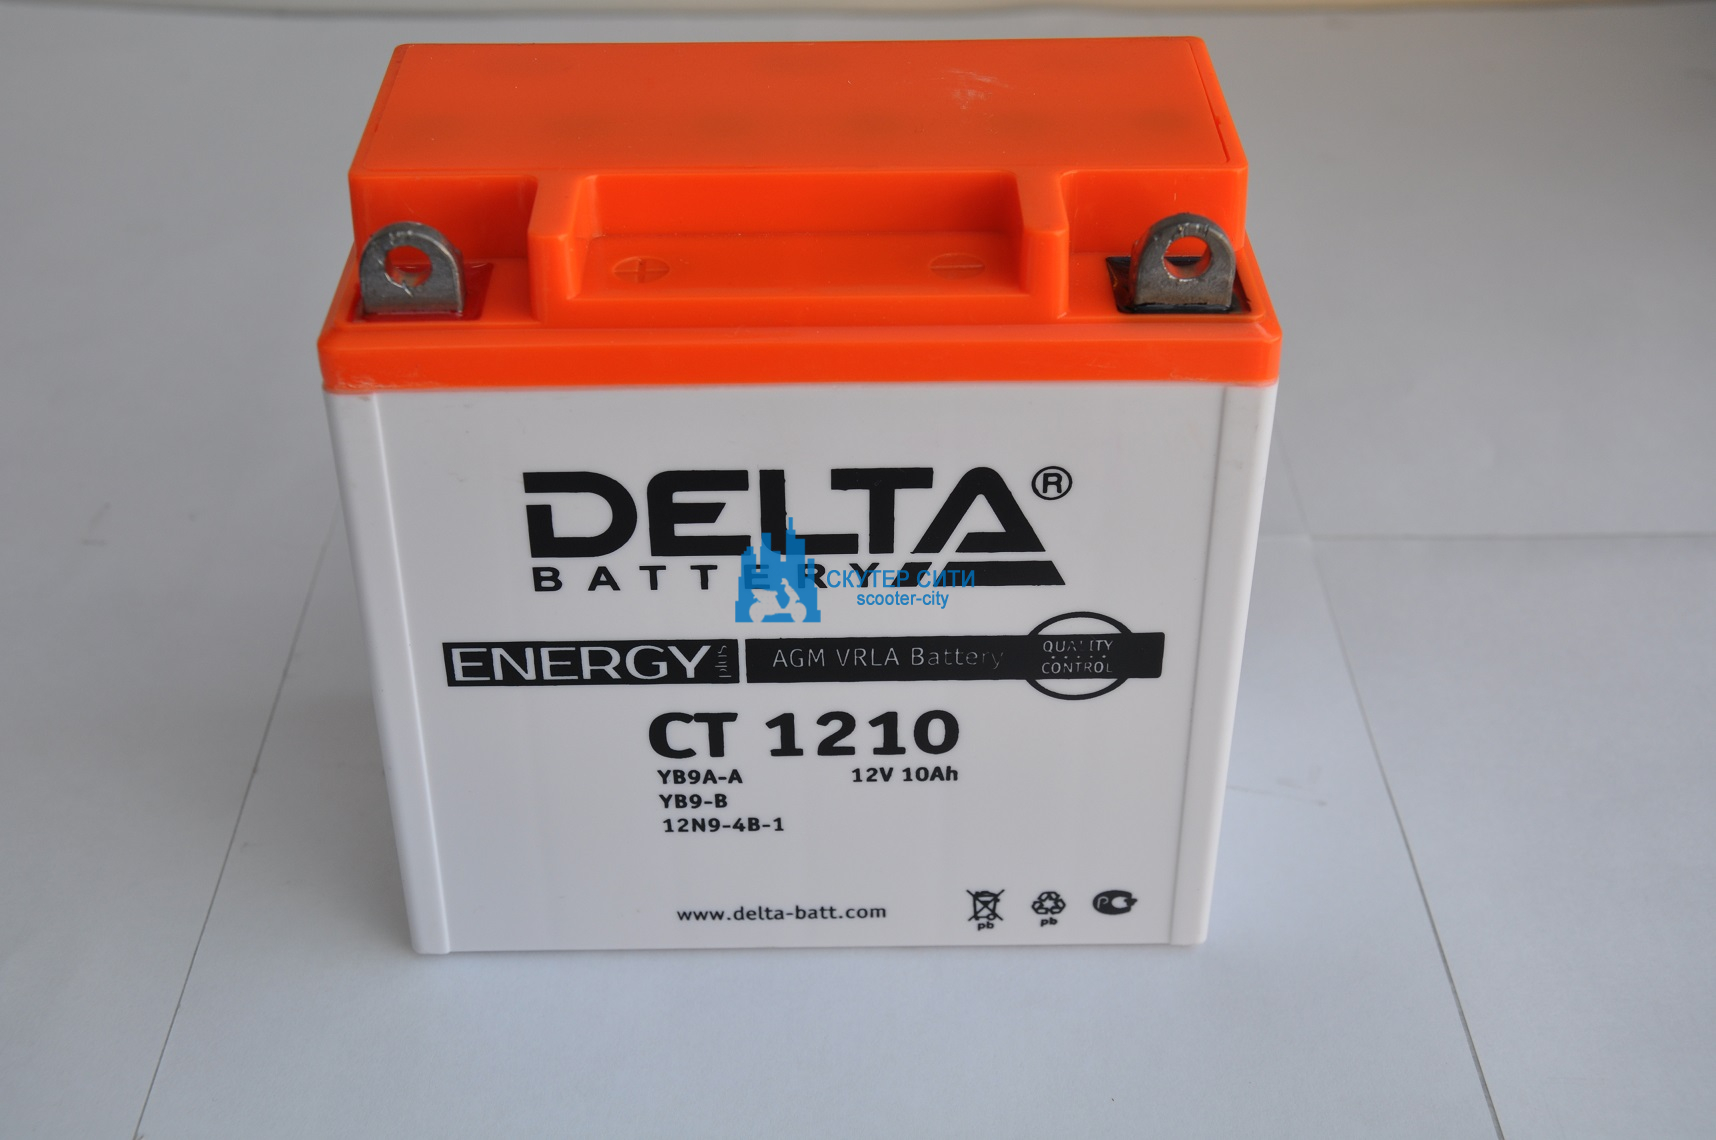 DELTA®
BATTERY
СКУТЕР СИТИ
scooter-city
ENERGY plus
AGM VRLA Battery
QUALITY
CONTROL
CT 1210
YB9A-A 12V 10Ah
YB9-B
12N9-4B-1
www.delta-batt.com
pb pb